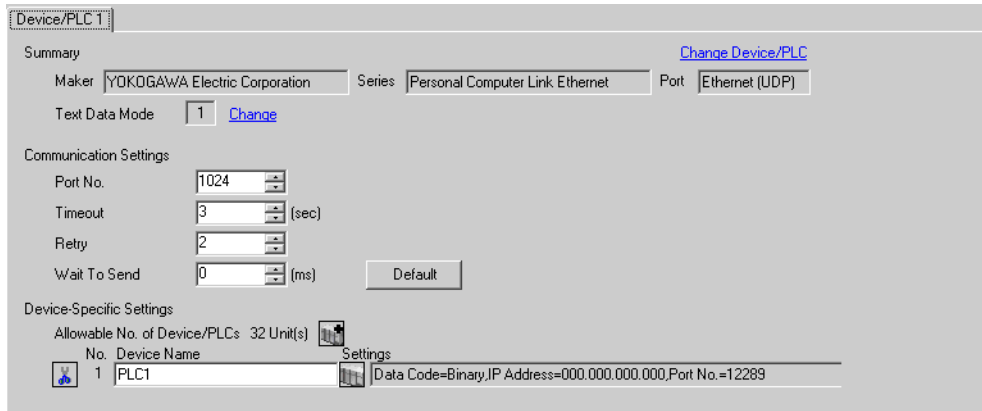 Device/PLC 1
Summary Change Device/PLC
Maker YOKOGAWA Electric Corporation Series Personal Computer Link Ethernet Port Ethernet (UDP)
Text Data Mode 1 Change
Communication Settings
Port No. 1024
Timeout 3 (sec)
Retry 2
Wait To Send 0 (ms) Default
Device-Specific Settings
Allowable No. of Device/PLCs 32 Unit(s)
No. Device Name Settings
1 PLC1 Data Code=Binary,IP Address=000.000.000.000,Port No.=12289